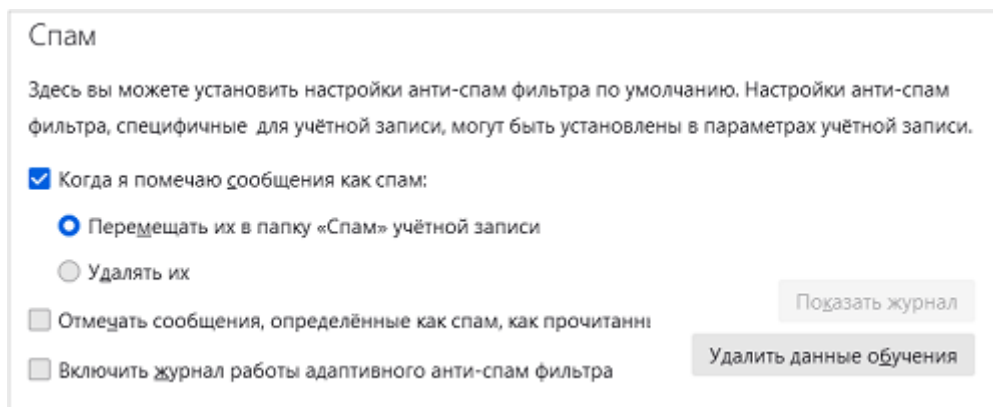 Спам
Здесь вы можете установить настройки анти-спам фильтра по умолчанию. Настройки анти-спам
фильтра, специфичные для учётной записи, могут быть установлены в параметрах учётной записи.
Когда я помечаю сообщения как спам:
Перемещать их в папку «Спам» учётной записи
Удалять их
Показать журнал
Отмечать сообщения, определённые как спам, как
Удалить данные обучения
Включить журнал работы адаптивного анти-спам фильтра